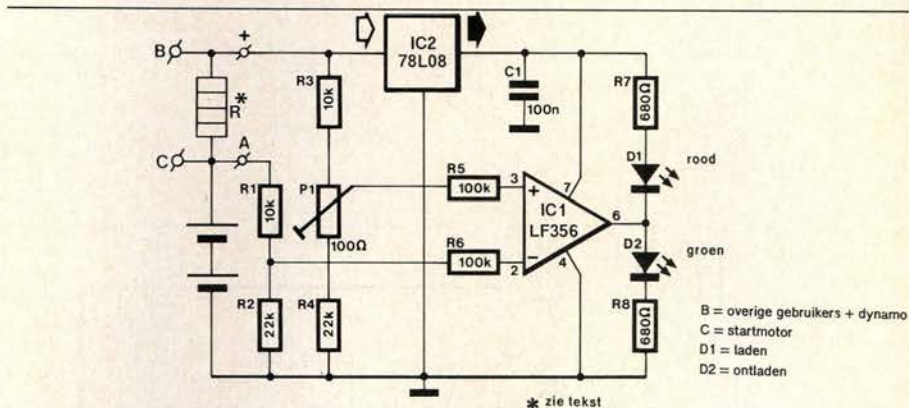 B
+
IC2
78L08
C1
100n
R7
680Ω
R3
10k
R
*
C
A
R1
10k
P1
100Ω
R5
100k
3
+
7
IC1
LF356
6
R6
100k
2
−
4
D1
rood
D2
groen
R2
22k
R4
22k
R8
680Ω
B = overige gebruikers + dynamo
C = startmotor
D1 = laden
D2 = ontladen
* zie tekst